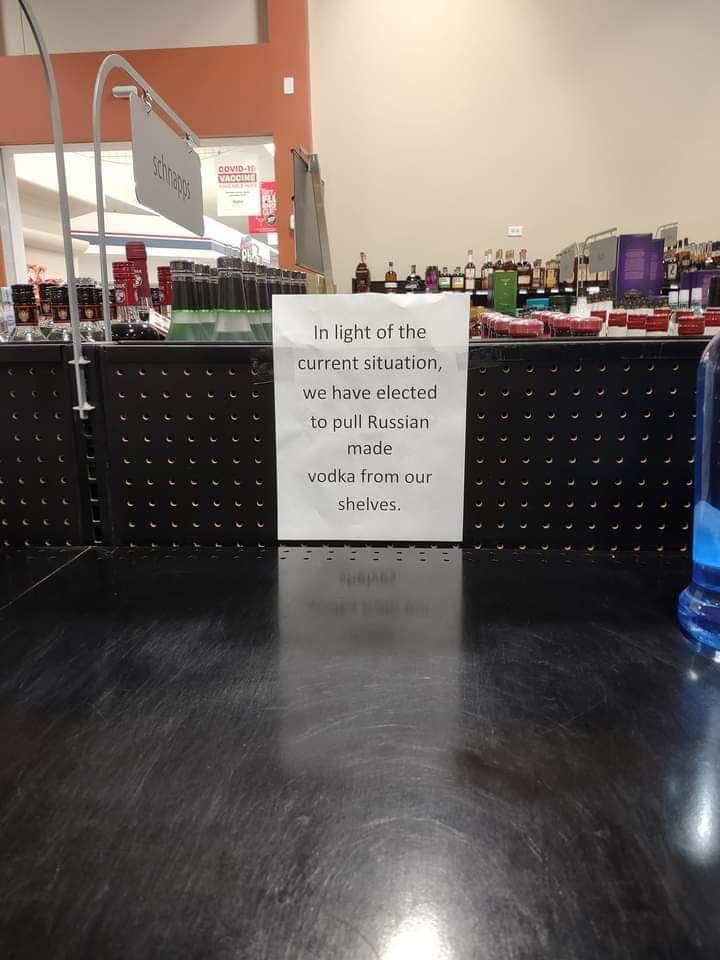 schnapps
COVID-19
VACCINE
In light of the
current situation,
we have elected
to pull Russian
made
vodka from our
shelves.